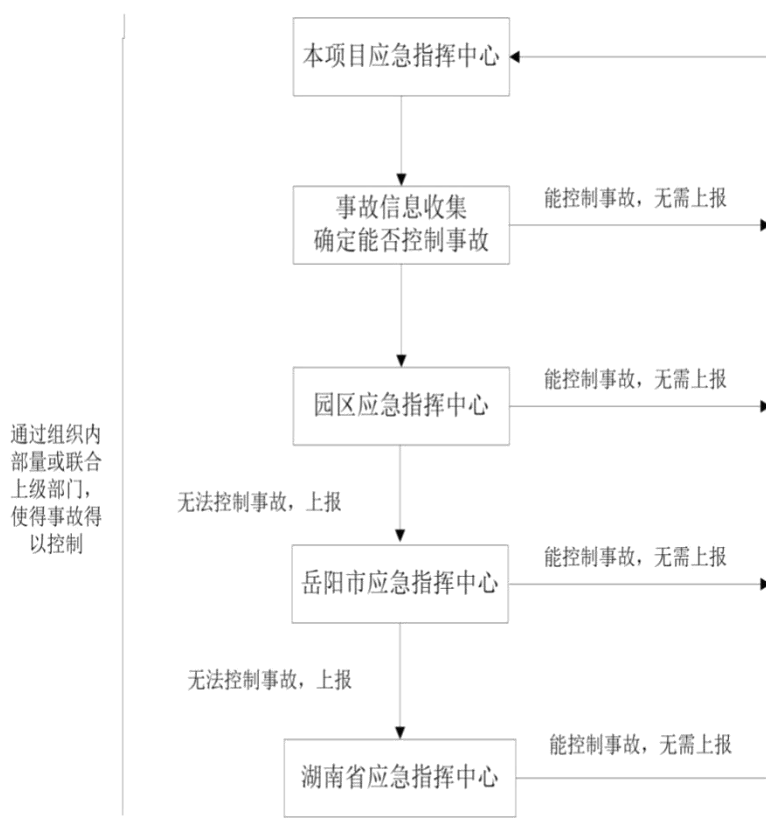 本项目应急指挥中心
事故信息收集
确定能否控制事故
能控制事故，无需上报
园区应急指挥中心
能控制事故，无需上报
通过组织内
部量或联合
上级部门，
使得事故得
以控制
无法控制事故，上报
岳阳市应急指挥中心
能控制事故，无需上报
无法控制事故，上报
湖南省应急指挥中心
能控制事故，无需上报